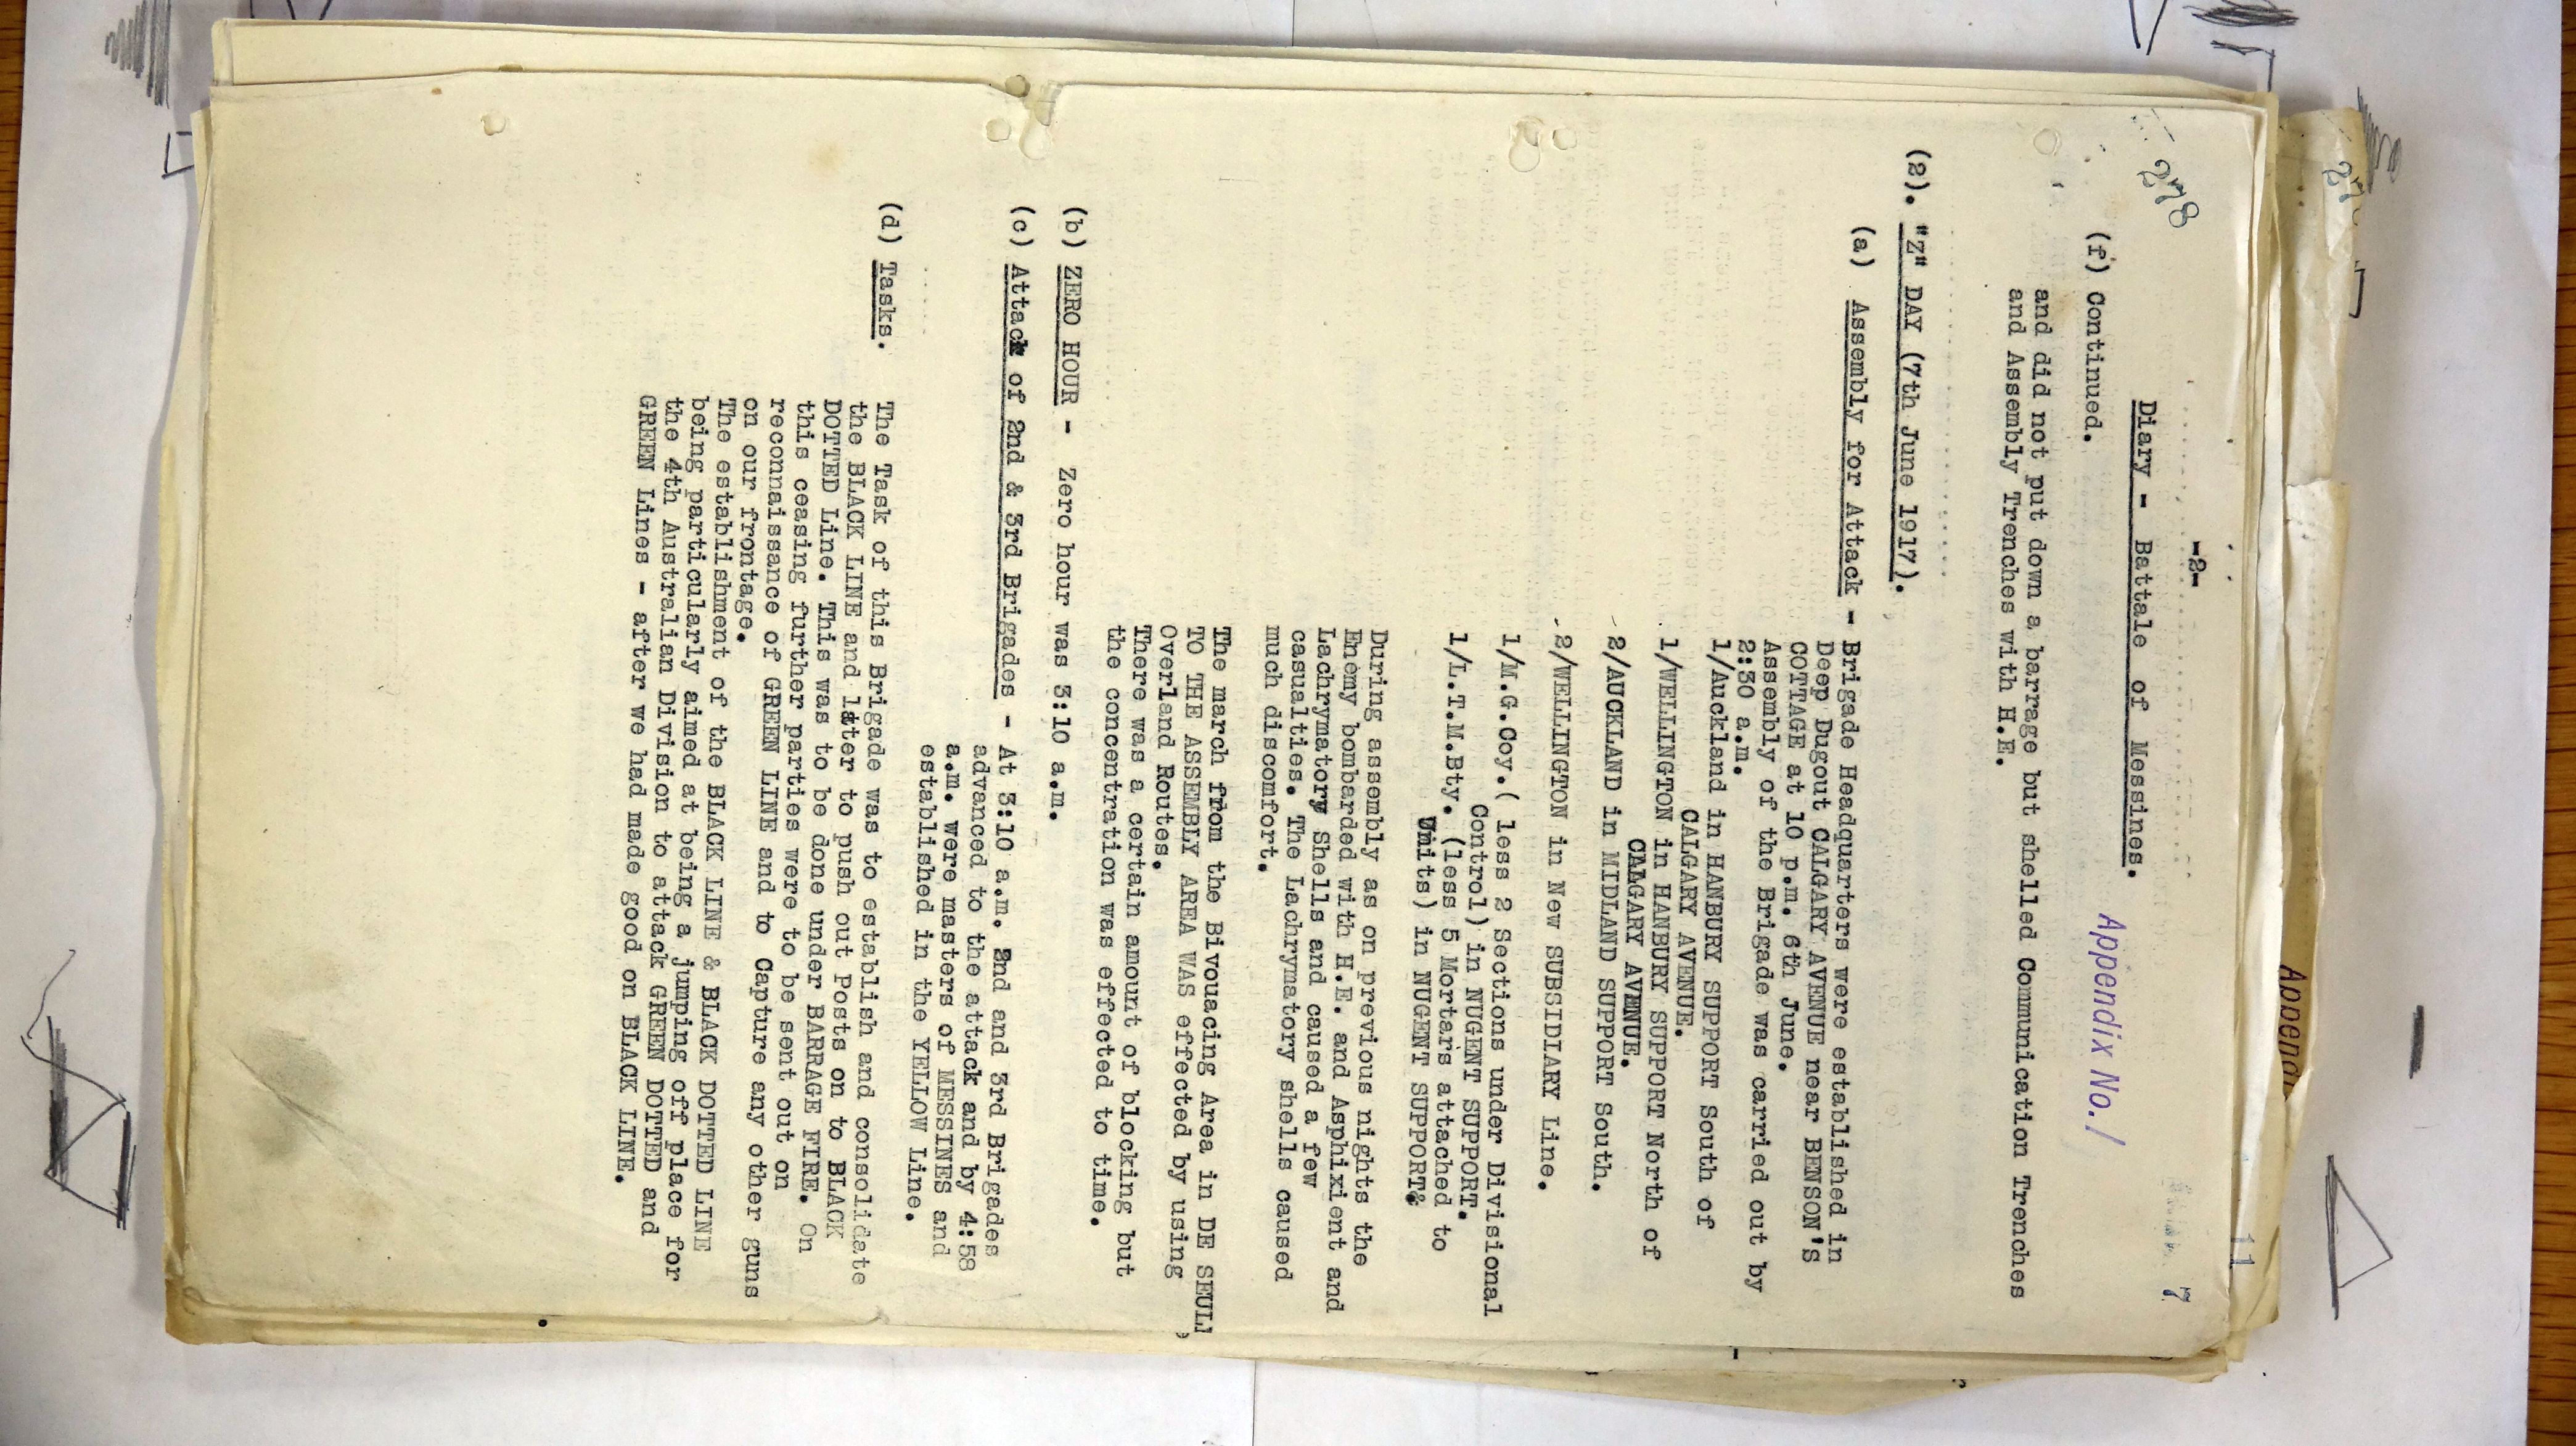 -2-
11
7
278
27
Diary - Battale of Messines.
Appendix No. 1
(f) Continued.
and did not put down a barrage but shelled Communication Trenches
and Assembly Trenches with H.E.
(2). "Z" DAY (7th June 1917).
(a) Assembly for Attack - Brigade Headquarters were established in
Deep Dugout CALGARY AVENUE near BENSON'S
COTTAGE at 10 p.m. 6th June.
Assembly of the Brigade was carried out by
2:30 a.m.
1/Auckland in HANBURY SUPPORT South of
CALGARY AVENUE.
1/WELLINGTON in HANBURY SUPPORT North of
CALGARY AVENUE.
2/AUCKLAND in MIDLAND SUPPORT South.
2/WELLINGTON in New SUBSIDIARY Line.
1/M.G.Coy.( less 2 Sections under Divisional
Control) in NUGENT SUPPORT.
1/L.T.M.Bty. (less 5 Mortars attached to
Units) in NUGENT SUPPORT&
During assembly as on previous nights the
Enemy bombarded with H.E. and Asphixient and
Lachrymatory Shells and caused a few
casualties. The Lachrymatory shells caused
much discomfort.
The march from the Bivouacing Area in DE SEULE
TO THE ASSEMBLY AREA WAS effected by using
Overland Routes.
There was a certain amount of blocking but
the concentration was effected to time.
(b) ZERO HOUR - Zero hour was 3:10 a.m.
(c) Attack of 2nd & 3rd Brigades - At 3:10 a.m. 2nd and 3rd Brigades
advanced to the attack and by 4:58
a.m. were masters of MESSINES and
established in the YELLOW Line.
(d) Tasks. The Task of this Brigade was to establish and consolidate
the BLACK LINE and later to push out Posts on to BLACK
DOTTED Line. This was to be done under BARRAGE FIRE. On
this ceasing further parties were to be sent out on
reconnaissance of GREEN LINE and to Capture any other guns
on our frontage.
The establishment of the BLACK LINE & BLACK DOTTED LINE
being particularly aimed at being a jumping off place for
the 4th Australian Division to attack GREEN DOTTED and
GREEN Lines - after we had made good on BLACK LINE.